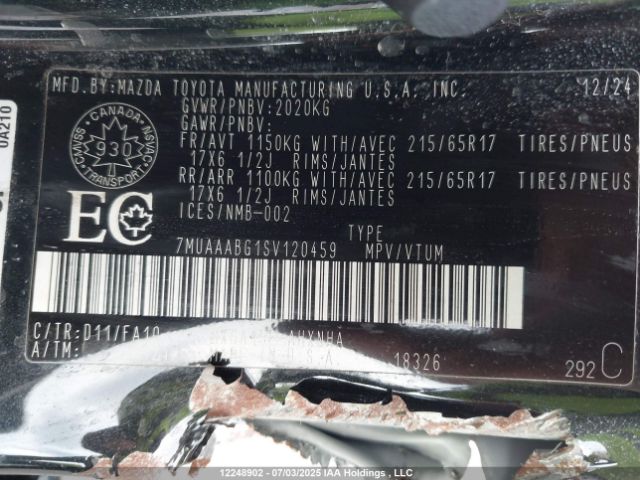 MFD.BY:MAZDA TOYOTA MANUFACTURING U.S.A. INC. 12/24
GVWR/PNBV:2020KG
GAWR/PNBV:
FR/AVT 1150KG WITH/AVEC 215/65R17 TIRES/PNEUS
17X6 1/2J RIMS/JANTES
RR/ARR 1100KG WITH/AVEC 215/65R17 TIRES/PNEUS
17X6 1/2J RIMS/JANTES
ICES/NMB-002
CANADA
930
TRANSPORT
EC
TYPE
7MUAAABG1SV120459 MPV/VTUM
C/TR:D11/FA10
A/TM:
18326
292C
0A210
12248902 - 07/03/2025 IAA Holdings , LLC